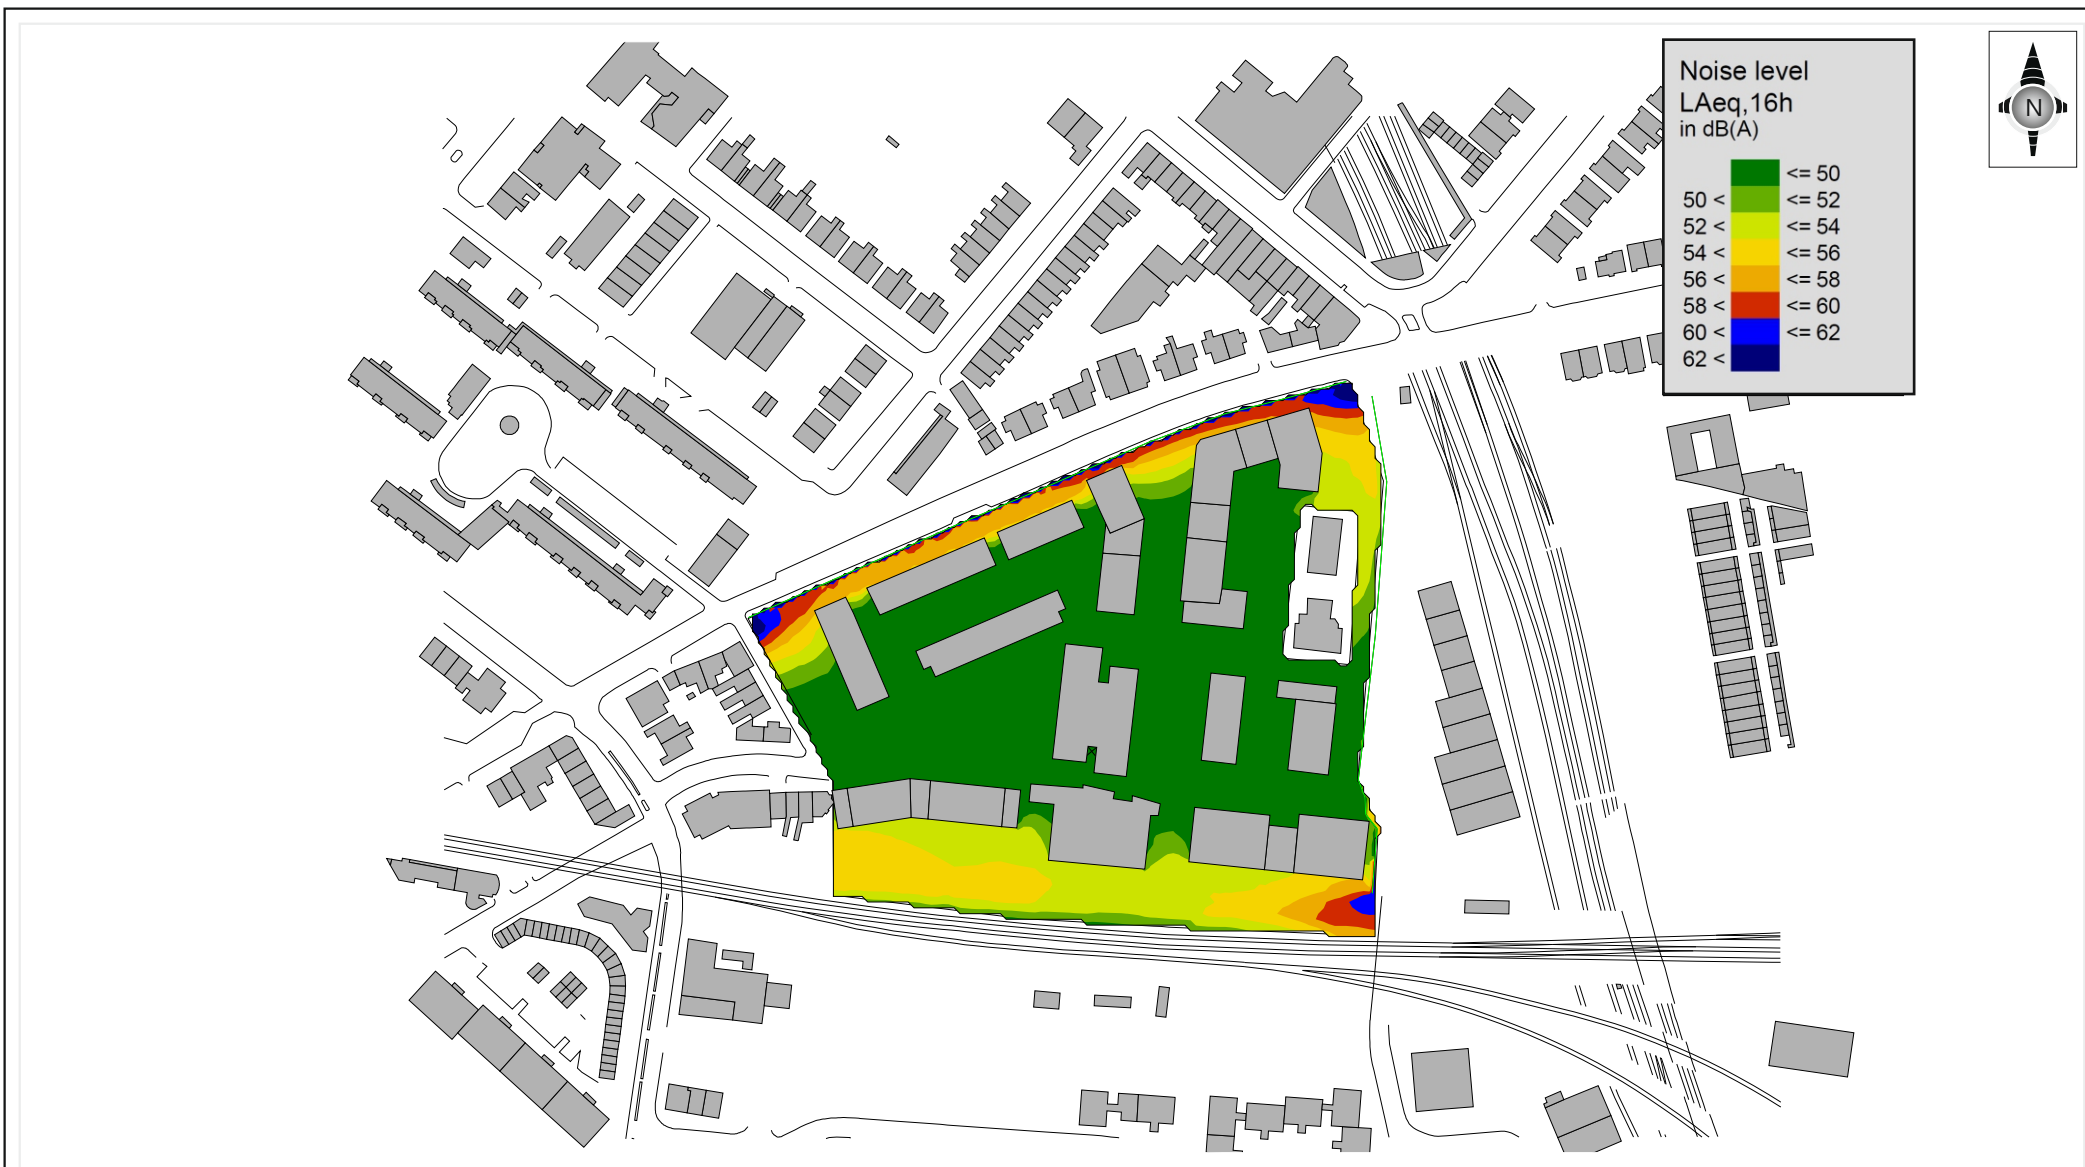 Noise level
LAeq,16h
in dB(A)
<= 50
50 < <= 52
52 < <= 54
54 < <= 56
56 < <= 58
58 < <= 60
60 < <= 62
62 <
N